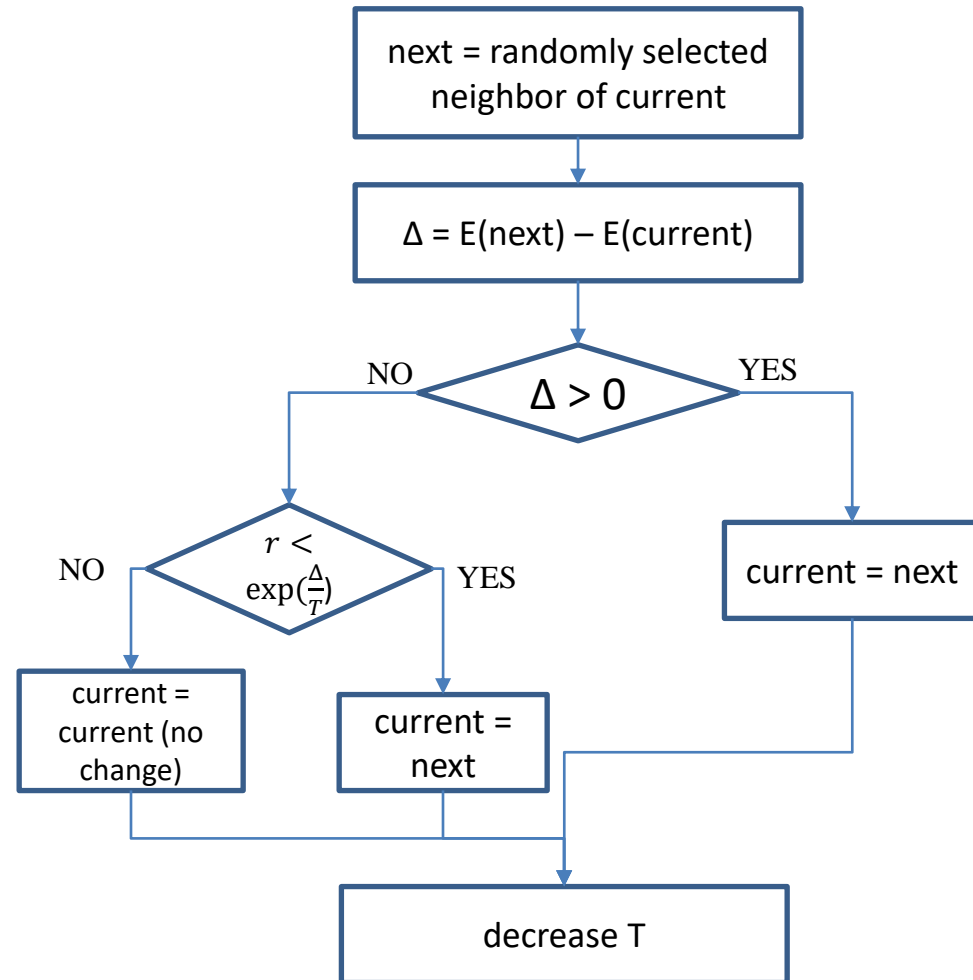 next = randomly selected
neighbor of current
Δ = E(next) – E(current)
NO
YES
Δ > 0
r <
exp(Δ/T)
NO
YES
current = next
current =
current (no
change)
current =
next
decrease T